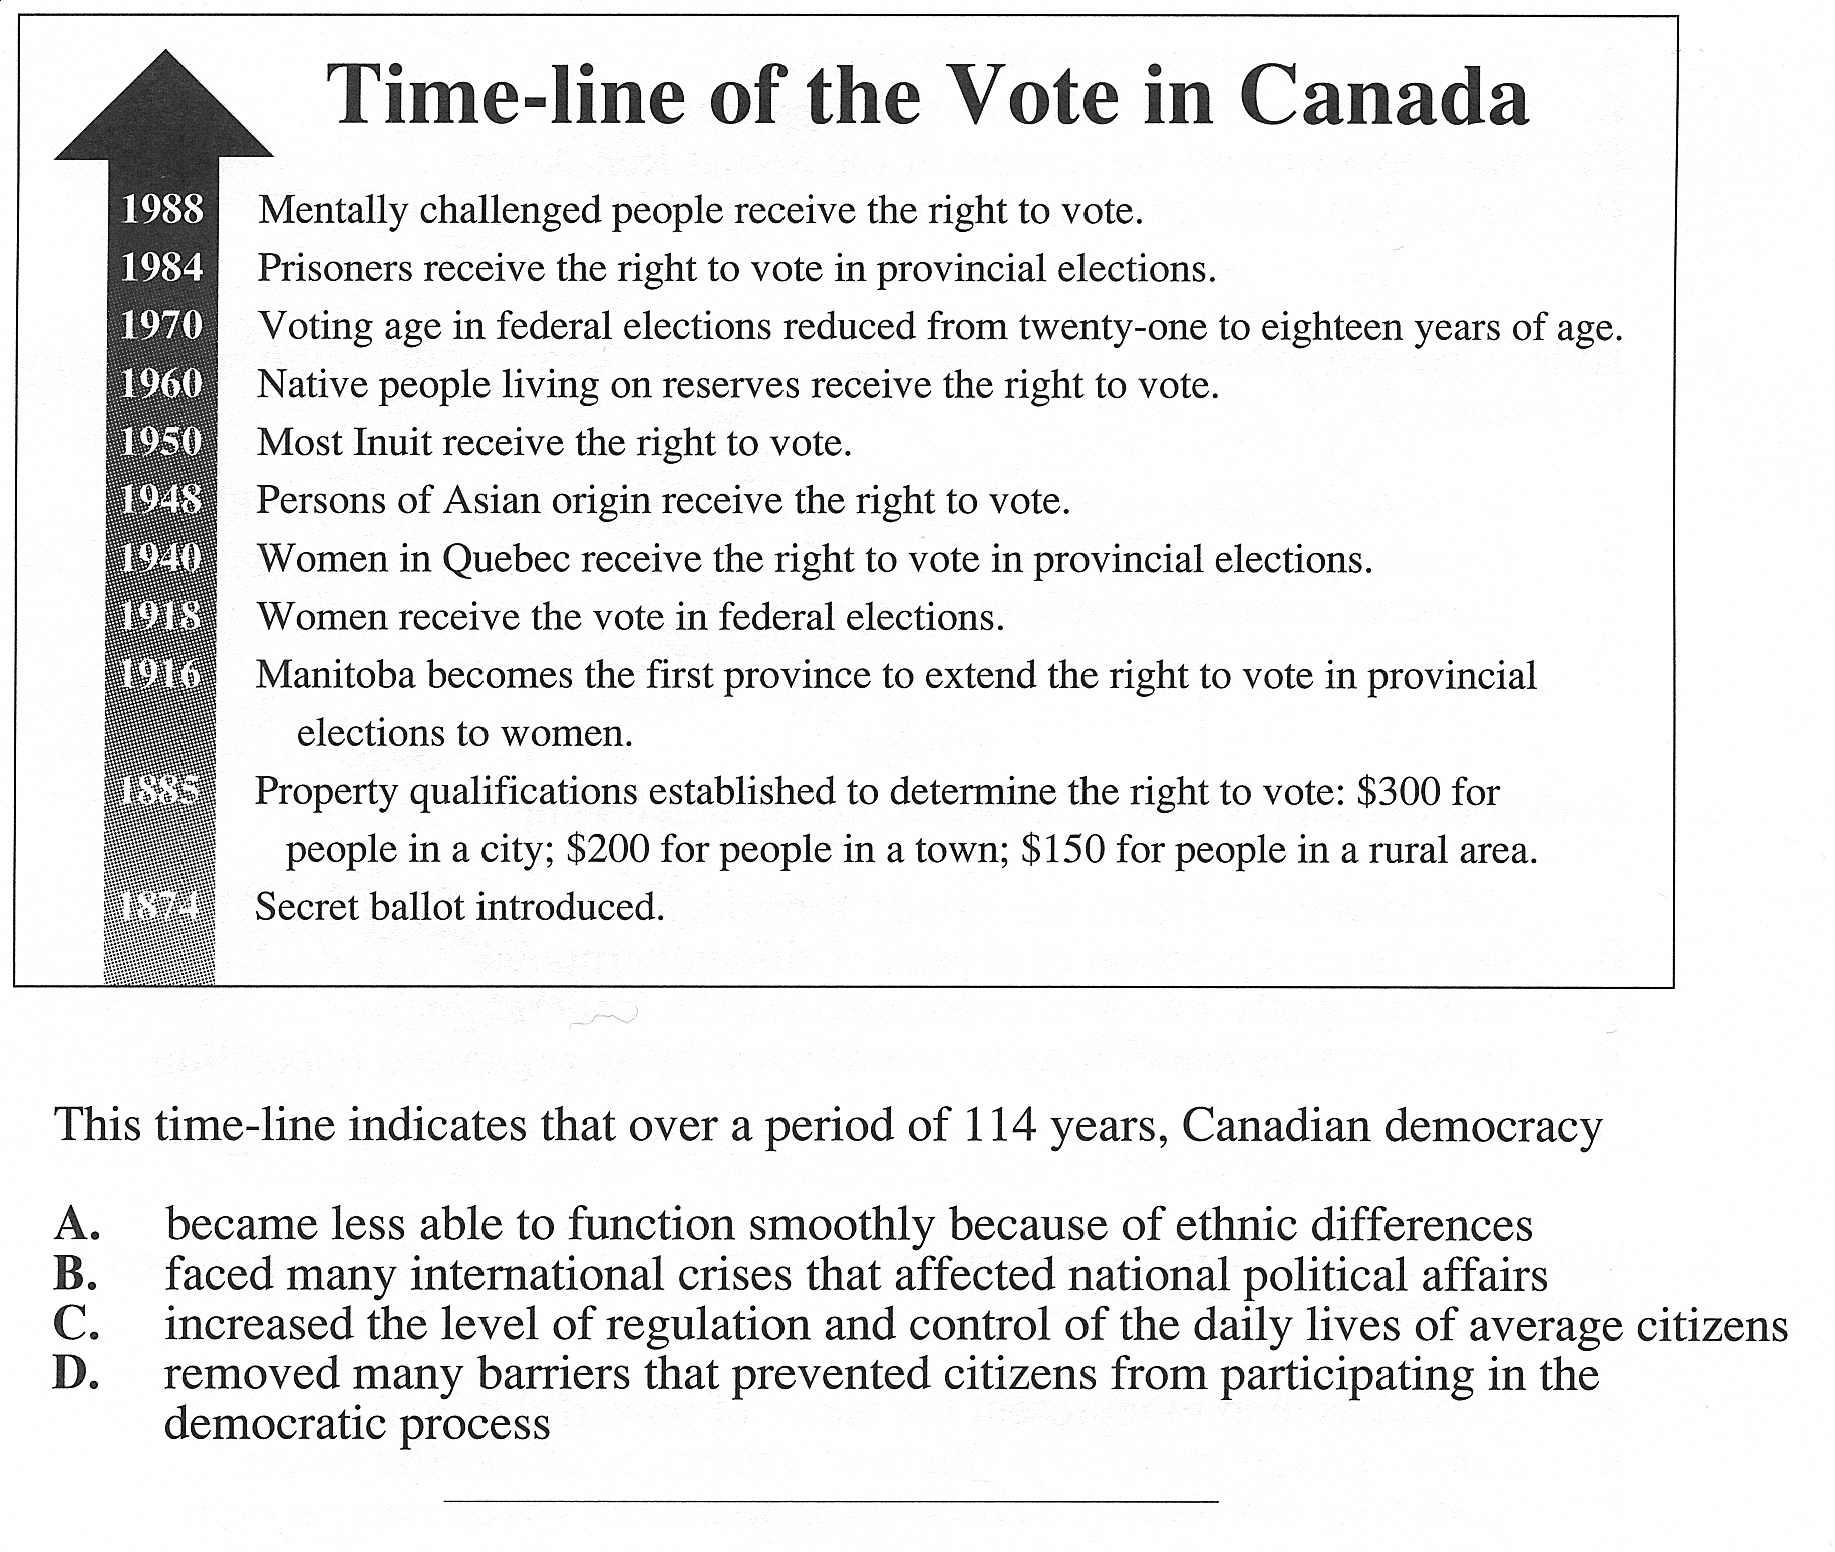 Time-line of the Vote in Canada
1988 Mentally challenged people receive the right to vote.
1984 Prisoners receive the right to vote in provincial elections.
1970 Voting age in federal elections reduced from twenty-one to eighteen years of age.
1960 Native people living on reserves receive the right to vote.
1950 Most Inuit receive the right to vote.
1948 Persons of Asian origin receive the right to vote.
1940 Women in Quebec receive the right to vote in provincial elections.
1918 Women receive the vote in federal elections.
1916 Manitoba becomes the first province to extend the right to vote in provincial
elections to women.
1885 Property qualifications established to determine the right to vote: $300 for
people in a city; $200 for people in a town; $150 for people in a rural area.
1874 Secret ballot introduced.
This time-line indicates that over a period of 114 years, Canadian democracy
A. became less able to function smoothly because of ethnic differences
B. faced many international crises that affected national political affairs
C. increased the level of regulation and control of the daily lives of average citizens
D. removed many barriers that prevented citizens from participating in the
democratic process